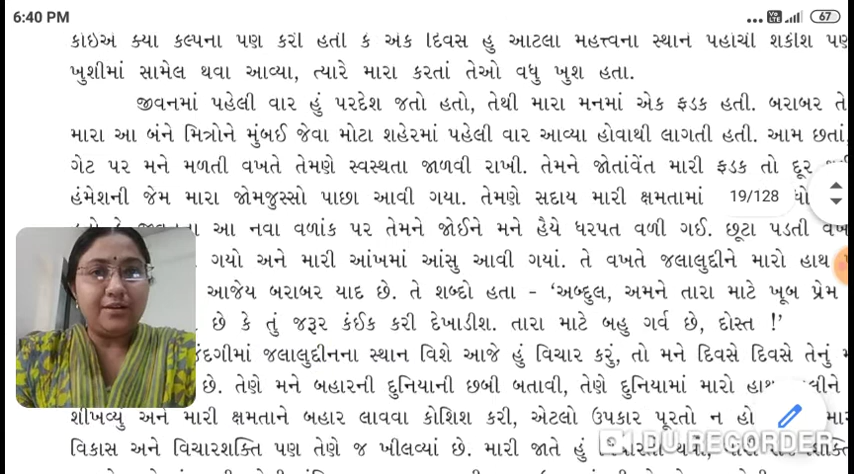 6:40 PM
67
કોઇએ ક્યાં કલ્પના પણ કરી હતી કે એક દિવસ હું આટલા મહત્ત્વના સ્થાને પહોંચી શકીશ પણ
ખુશીમાં સામેલ થવા આવ્યા, ત્યારે મારા કરતાં તેઓ વધુ ખુશ હતા.
જીવનમાં પહેલી વાર હું પરદેશ જતો હતો, તેથી મારા મનમાં એક ફડક હતી. બરાબર તે
મારા આ બંને મિત્રોને મુંબઈ જેવા મોટા શહેરમાં પહેલી વાર આવ્યા હોવાથી લાગતી હતી. આમ છતાં,
ગેટ પર મને મળતી વખતે તેમણે સ્વસ્થતા જાળવી રાખી. તેમને જોતાંવેંત મારી ફડક તો દૂર
હંમેશની જેમ મારા જોમજુસ્સો પાછા આવી ગયા. તેમણે સદાય મારી ક્ષમતામાં
19/128
આ નવા વળાંક પર તેમને જોઈને મને હૈયે ધરપત વળી ગઈ. છૂટા પડતી વખ
ગયો અને મારી આંખમાં આંસુ આવી ગયાં. તે વખતે જલાલુદ્દીને મારો હાથ
આજેય બરાબર યાદ છે. તે શબ્દો હતા - ‘અબ્દુલ, અમને તારા માટે ખૂબ પ્રેમ
છે કે તું જરૂર કંઈક કરી દેખાડીશ. તારા માટે બહુ ગર્વ છે, દોસ્ત !’
જિંદગીમાં જલાલુદ્દીનના સ્થાન વિશે આજે હું વિચાર કરું, તો મને દિવસે દિવસે તેનું
છે. તેણે મને બહારની દુનિયાની છબી બતાવી, તેણે દુનિયામાં મારો હાથ
શીખવ્યું અને મારી ક્ષમતાને બહાર લાવવા કોશિશ કરી, એટલો ઉપકાર પૂરતો ન હો
વિકાસ અને વિચારશક્તિ પણ તેણે જ ખીલવ્યાં છે. મારી જાતે હું
DU RECORDER